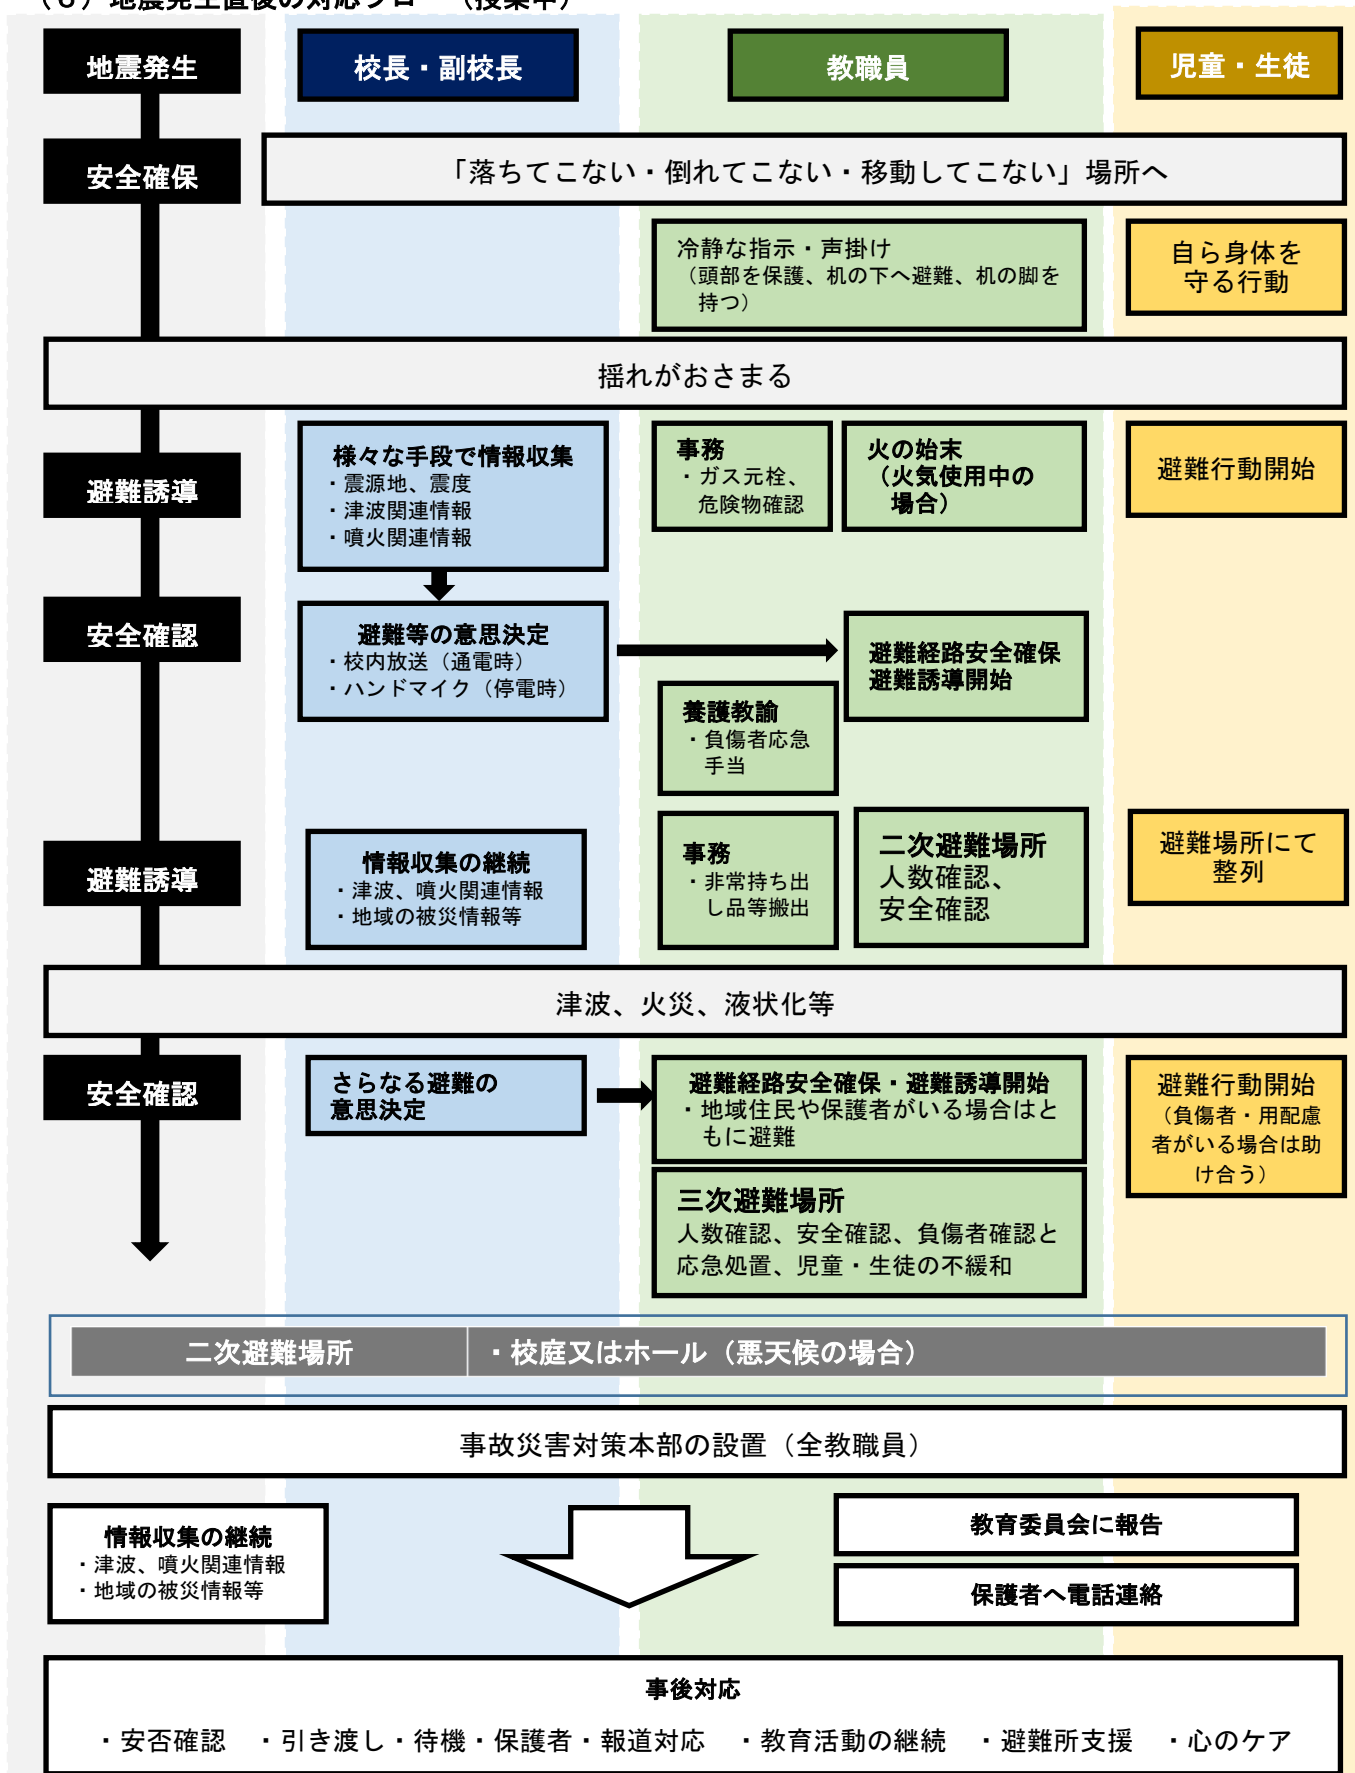 地震発生直後の対応フロー（授業中）
地震発生
校長・副校長
教職員
児童・生徒
安全確保
「落ちてこない・倒れてこない・移動してこない」場所へ
冷静な指示・声掛け
（頭部を保護、机の下へ避難、机の脚を
持つ）
自ら身体を
守る行動
揺れがおさまる
避難誘導
様々な手段で情報収集
・震源地、震度
・津波関連情報
・噴火関連情報
事務
・ガス元栓、
危険物確認
火の始末
（火気使用中の
場合）
避難行動開始
安全確認
避難等の意思決定
・校内放送（通電時）
・ハンドマイク（停電時）
避難経路安全確保
避難誘導開始
養護教諭
・負傷者応急
手当
避難誘導
情報収集の継続
・津波、噴火関連情報
・地域の被災情報等
事務
・非常持ち出
し品等搬出
二次避難場所
人数確認、
安全確認
避難場所にて
整列
津波、火災、液状化等
安全確認
さらなる避難の
意思決定
避難経路安全確保・避難誘導開始
・地域住民や保護者がいる場合はと
もに避難
避難行動開始
（負傷者・用配慮
者がいる場合は助
け合う）
三次避難場所
人数確認、安全確認、負傷者確認と
応急処置、児童・生徒の不緩和
二次避難場所
・校庭又はホール（悪天候の場合）
事故災害対策本部の設置（全教職員）
情報収集の継続
・津波、噴火関連情報
・地域の被災情報等
教育委員会に報告
保護者へ電話連絡
事後対応
・安否確認　・引き渡し・待機・保護者・報道対応　・教育活動の継続　・避難所支援　・心のケア